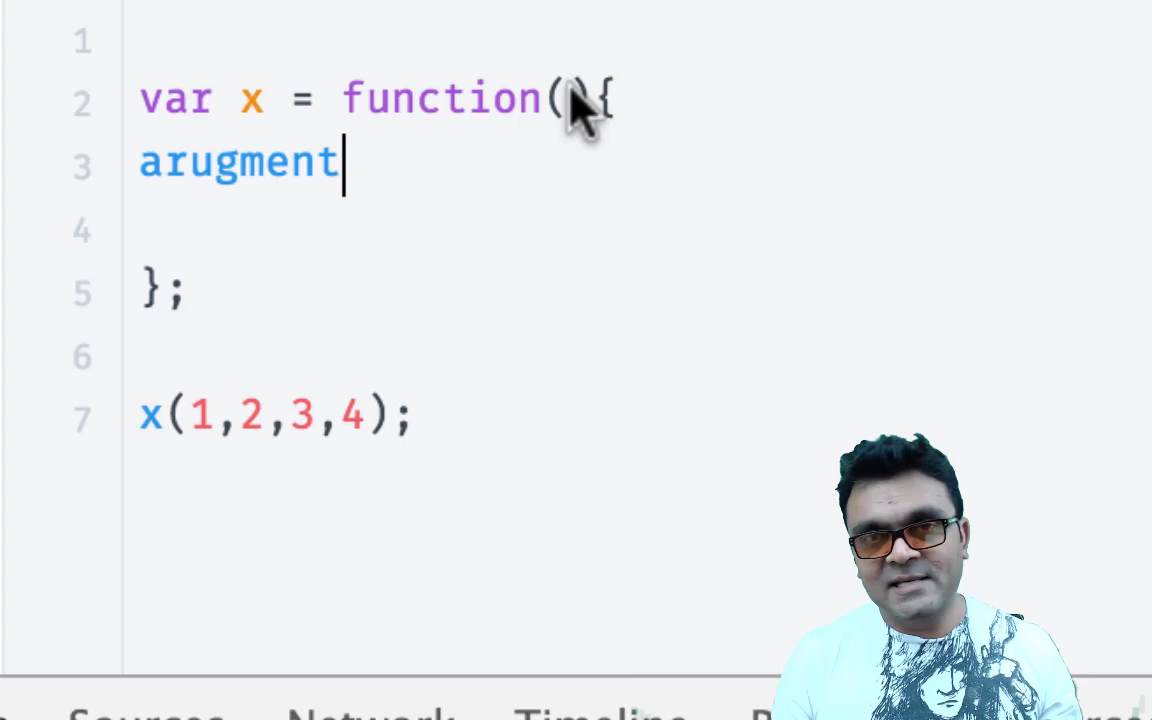 1
2 var x = function(){
3 arugment
4
5 };
6
7 x(1,2,3,4);
Sources Network Timeline